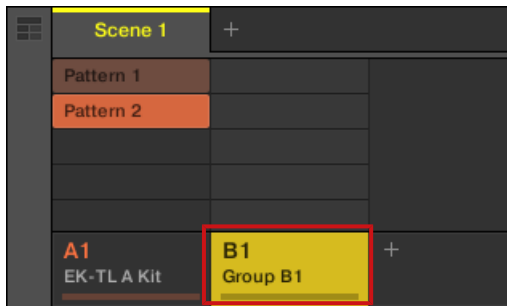 Scene 1 +
Pattern 1
Pattern 2
A1 B1 +
EK-TL A Kit Group B1